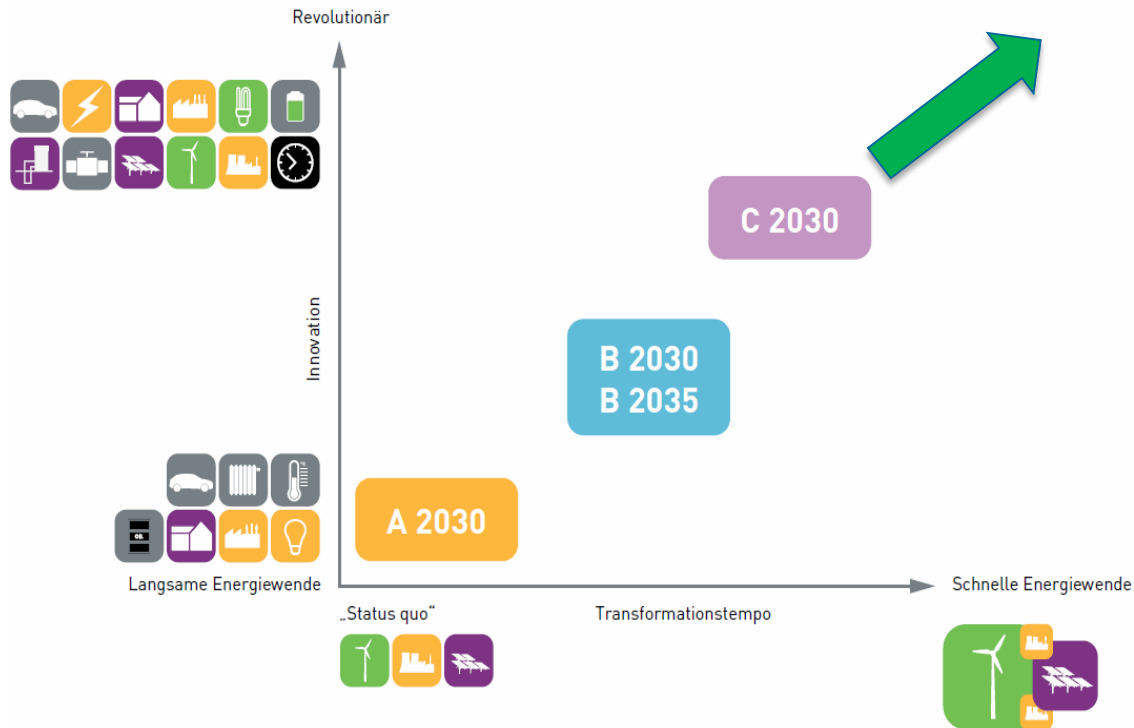 Revolutionär
C 2030
Innovation
B 2030
B 2035
A 2030
OIL
°C
Langsame Energiewende
Schnelle Energiewende
„Status quo“
Transformationstempo